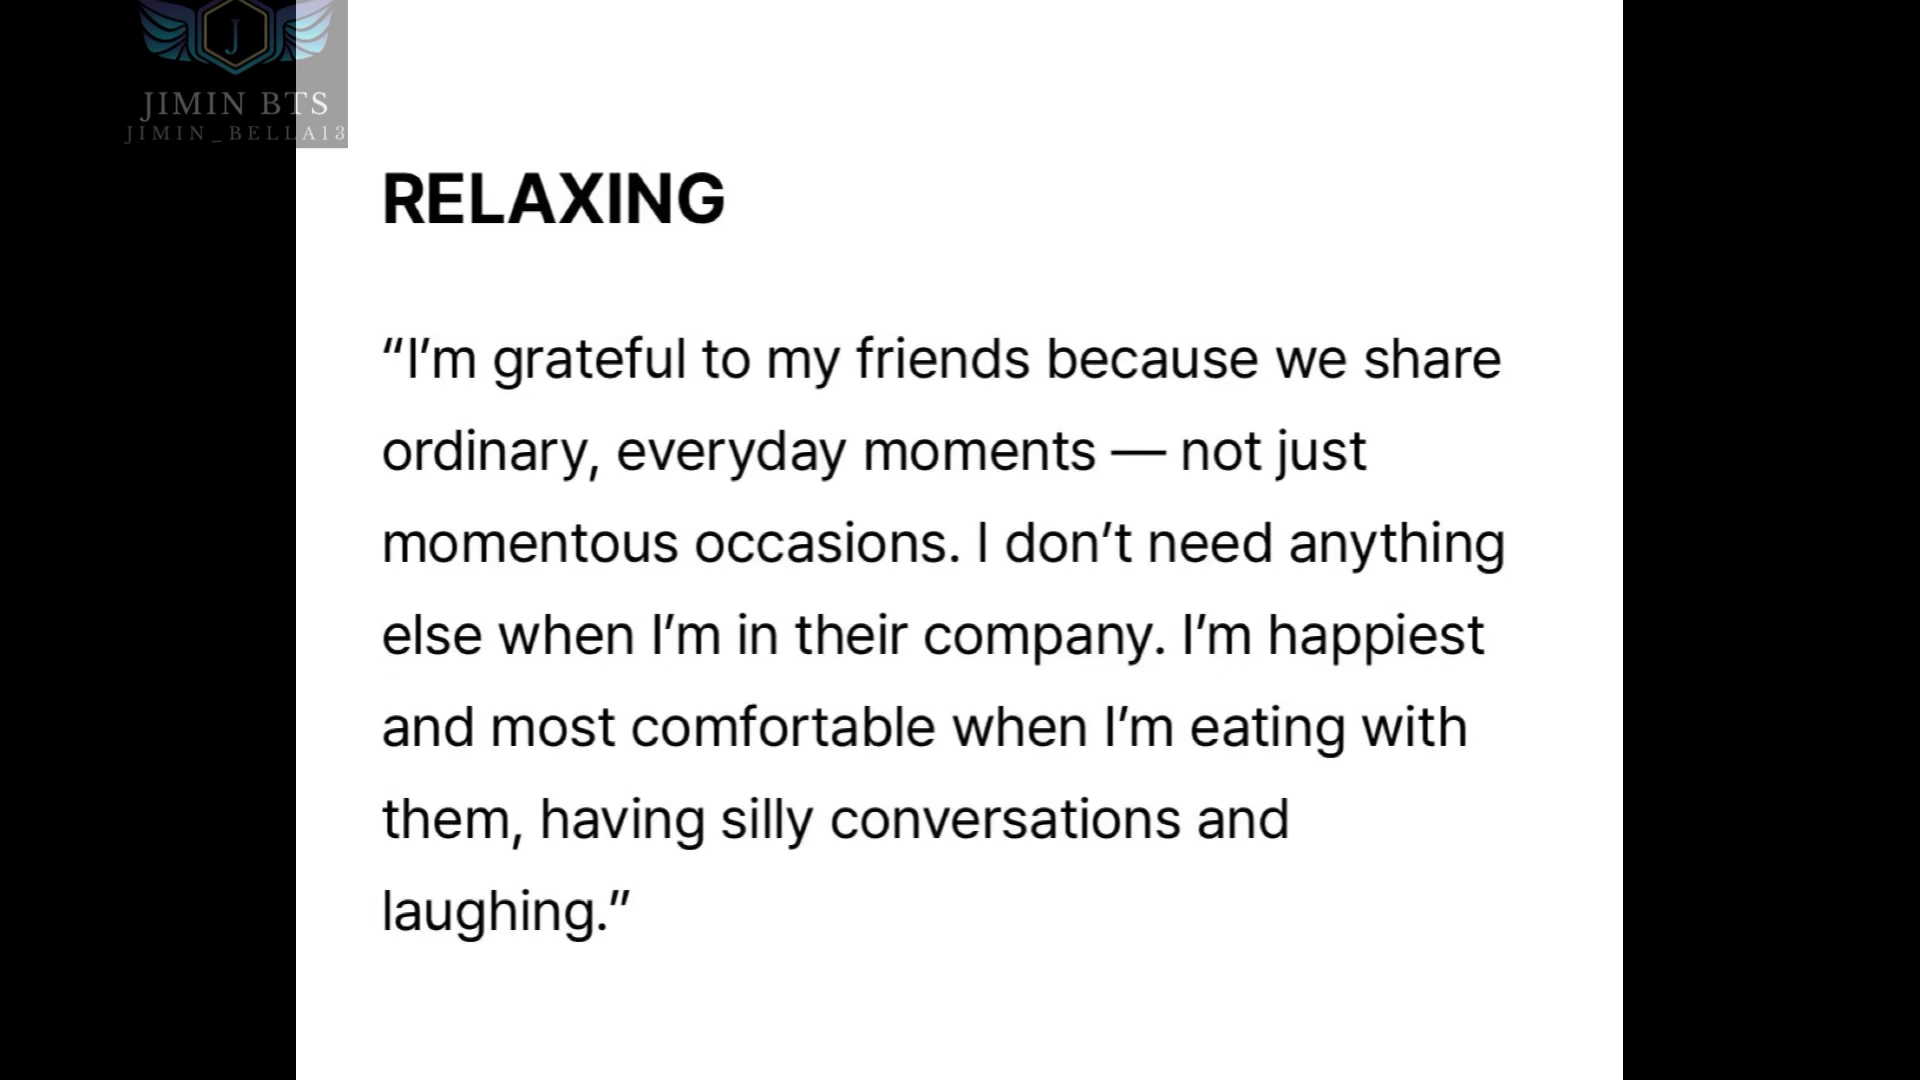 J
JIMIN BTS
JIMIN_BELLA13
RELAXING
“I’m grateful to my friends because we share
ordinary, everyday moments — not just
momentous occasions. I don’t need anything
else when I’m in their company. I’m happiest
and most comfortable when I’m eating with
them, having silly conversations and
laughing.”